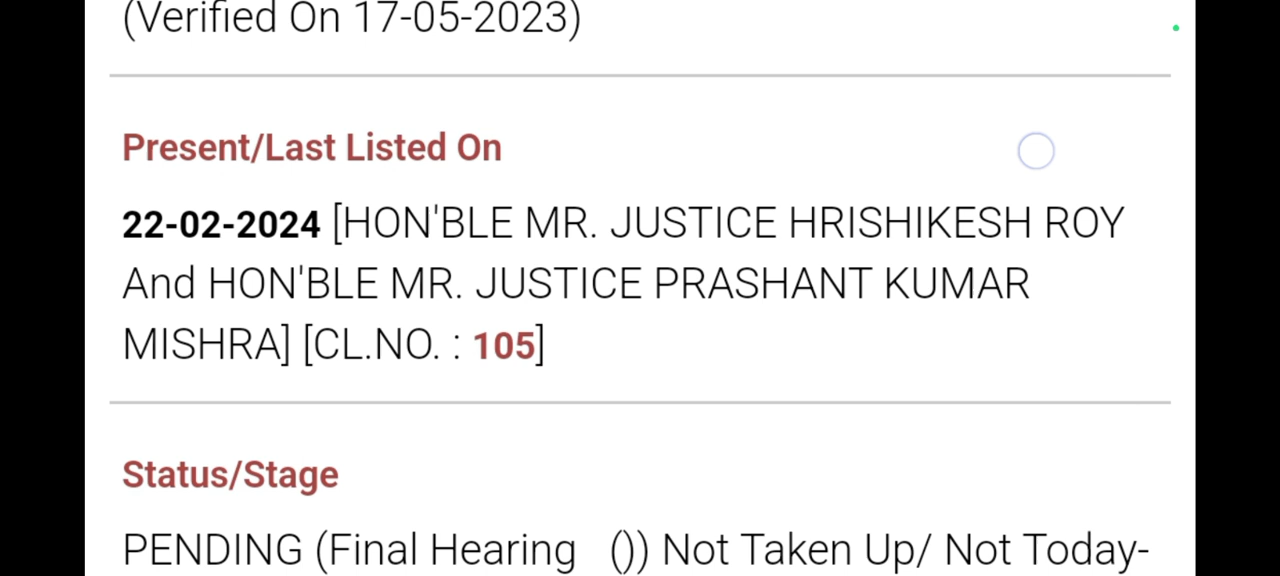 (Verified On 17-05-2023)
Present/Last Listed On
22-02-2024 [HON'BLE MR. JUSTICE HRISHIKESH ROY
And HON'BLE MR. JUSTICE PRASHANT KUMAR
MISHRA] [CL.NO. : 105]
Status/Stage
PENDING (Final Hearing ()) Not Taken Up/ Not Today-